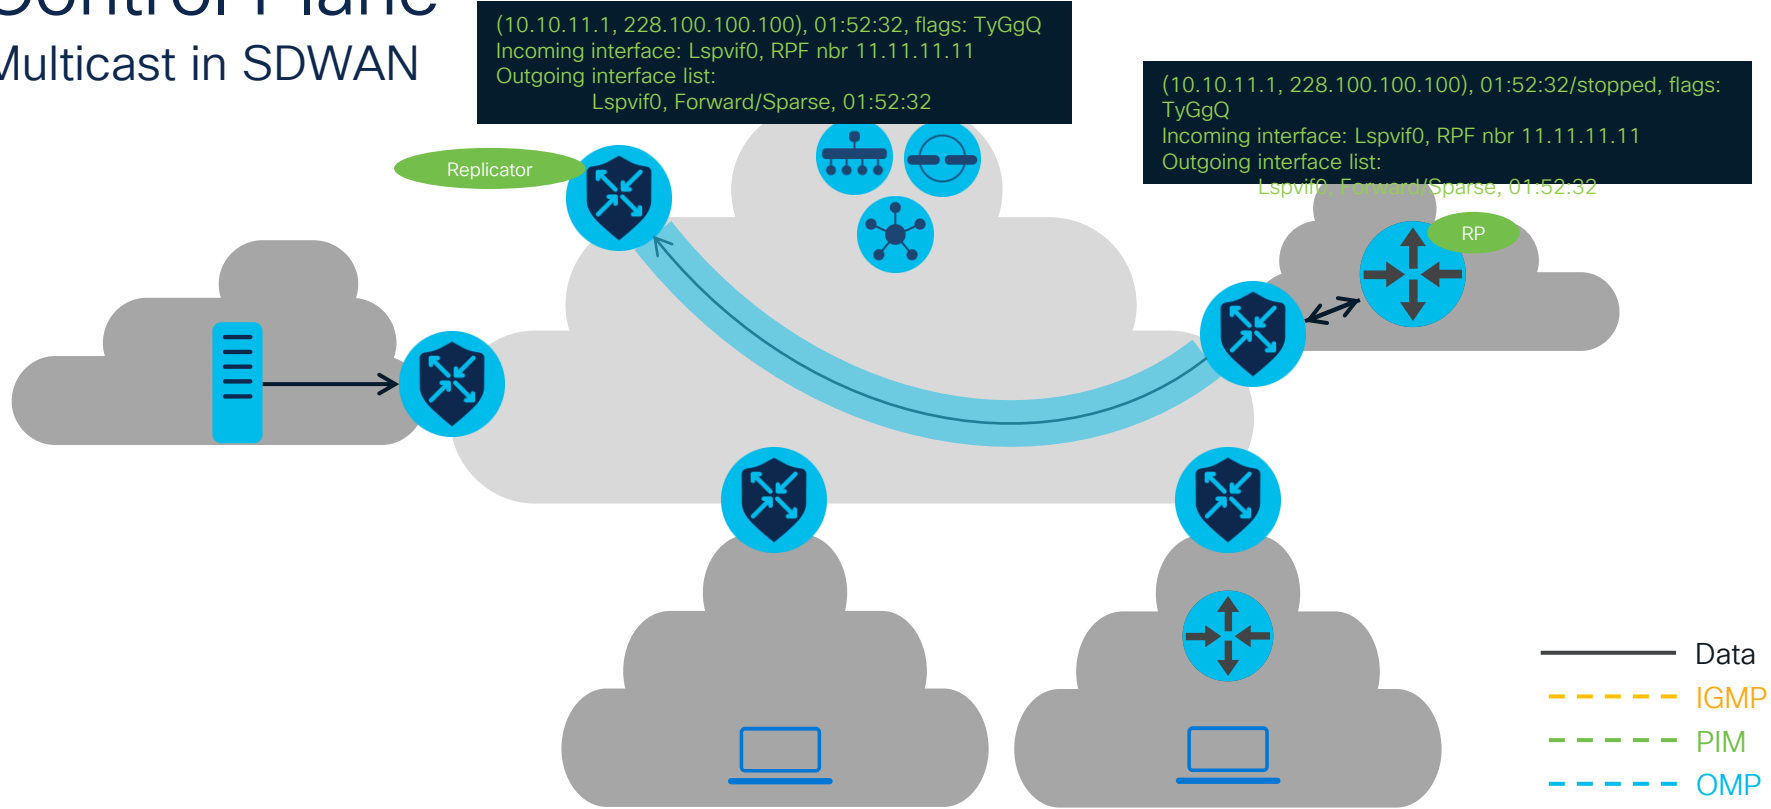 Control Plane
Multicast in SDWAN
(10.10.11.1, 228.100.100.100), 01:52:32, flags: TyGgQ
Incoming interface: Lspvif0, RPF nbr 11.11.11.11
Outgoing interface list:
Lspvif0, Forward/Sparse, 01:52:32
(10.10.11.1, 228.100.100.100), 01:52:32/stopped, flags:
TyGgQ
Incoming interface: Lspvif0, RPF nbr 11.11.11.11
Outgoing interface list:
Lspvif0, Forward/Sparse, 01:52:32
Replicator
RP
Data
IGMP
PIM
OMP